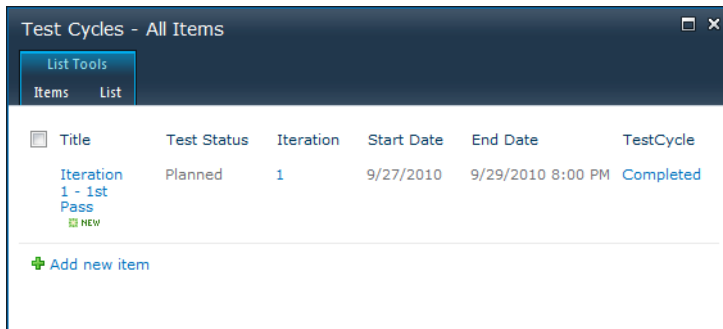 Test Cycles - All Items
List Tools
Items List
Title Test Status Iteration Start Date End Date TestCycle
Iteration Planned 1 9/27/2010 9/29/2010 8:00 PM Completed
1 - 1st
Pass
NEW
Add new item